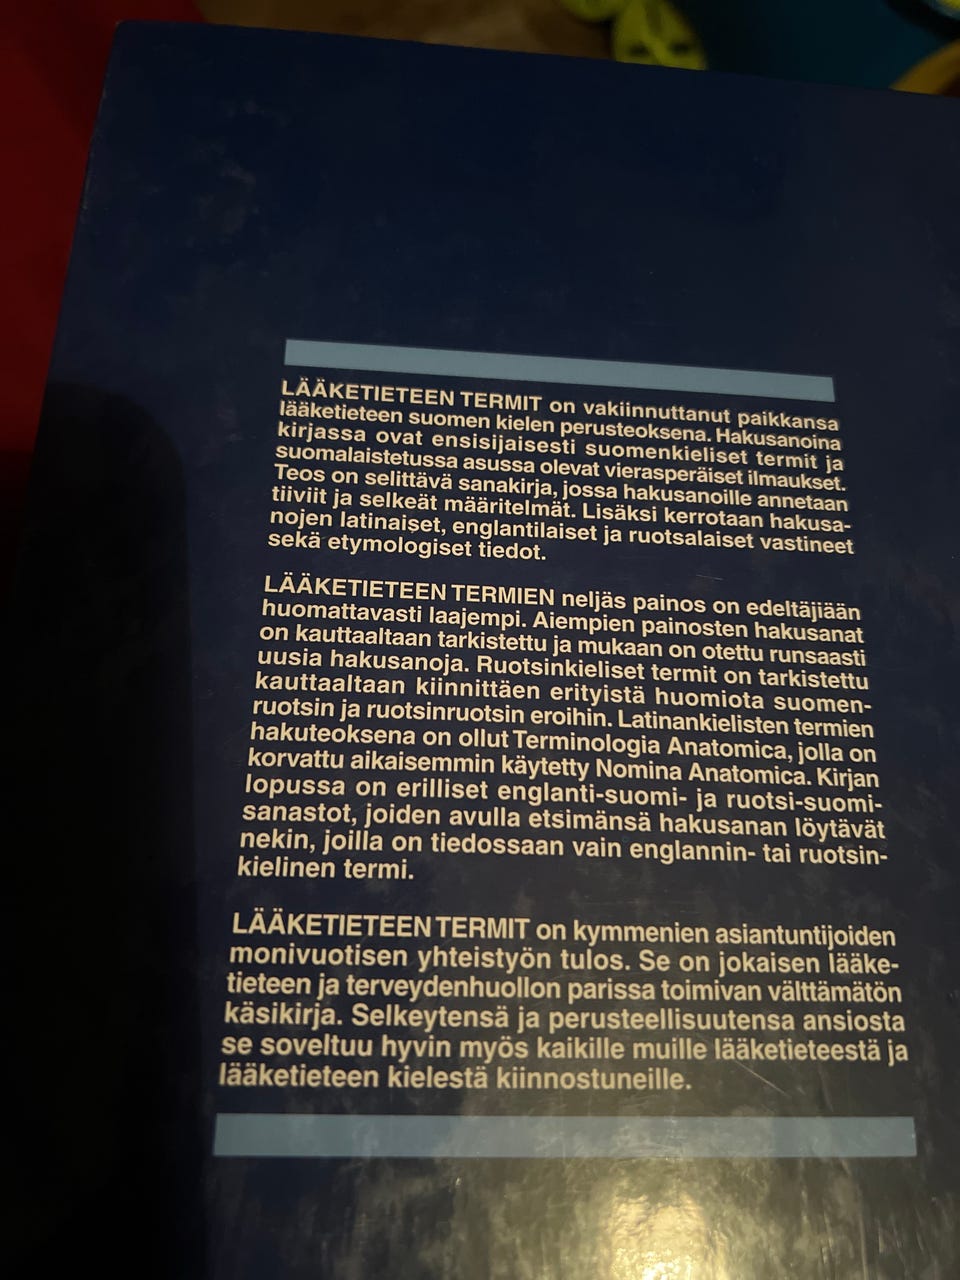 LÄÄKETIETEEN TERMIT on vakiinnuttanut paikkansa
lääketieteen suomen kielen perusteoksena. Hakusanoina
kirjassa ovat ensisijaisesti suomenkieliset termit ja
suomalaistetussa asussa olevat vierasperäiset ilmaukset.
Teos on selittävä sanakirja, jossa hakusanoille annetaan
tiiviit ja selkeät määritelmät. Lisäksi kerrotaan hakusa-
nojen latinaiset, englantilaiset ja ruotsalaiset vastineet
sekä etymologiset tiedot.
LÄÄKETIETEEN TERMIEN neljäs painos on edeltäjiään
huomattavasti laajempi. Aiempien painosten hakusanat
on kauttaaltaan tarkistettu ja mukaan on otettu runsaasti
uusia hakusanoja. Ruotsinkieliset termit on tarkistettu
kauttaaltaan kiinnittäen erityistä huomiota suomen-
ruotsin ja ruotsinruotsin eroihin. Latinankielisten termien
hakuteoksena on ollut Terminologia Anatomica, jolla on
korvattu aikaisemmin käytetty Nomina Anatomica. Kirjan
lopussa on erilliset englanti-suomi- ja ruotsi-suomi-
sanastot, joiden avulla etsimänsä hakusanan löytävät
nekin, joilla on tiedossaan vain englannin- tai ruotsin-
kielinen termi.
LÄÄKETIETEEN TERMIT on kymmenien asiantuntijoiden
monivuotisen yhteistyön tulos. Se on jokaisen lääke-
tieteen ja terveydenhuollon parissa toimivan välttämätön
käsikirja. Selkeytensä ja perusteellisuutensa ansiosta
se soveltuu hyvin myös kaikille muille lääketieteestä ja
lääketieteen kielestä kiinnostuneille.